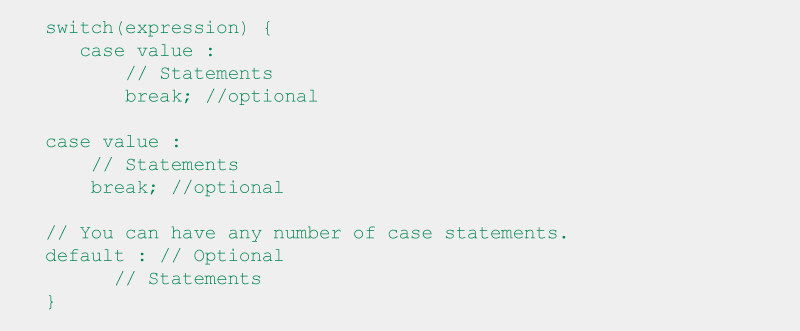 switch(expression) {
case value :
// Statements
break; //optional
case value :
// Statements
break; //optional
// You can have any number of case statements.
default : // Optional
// Statements
}